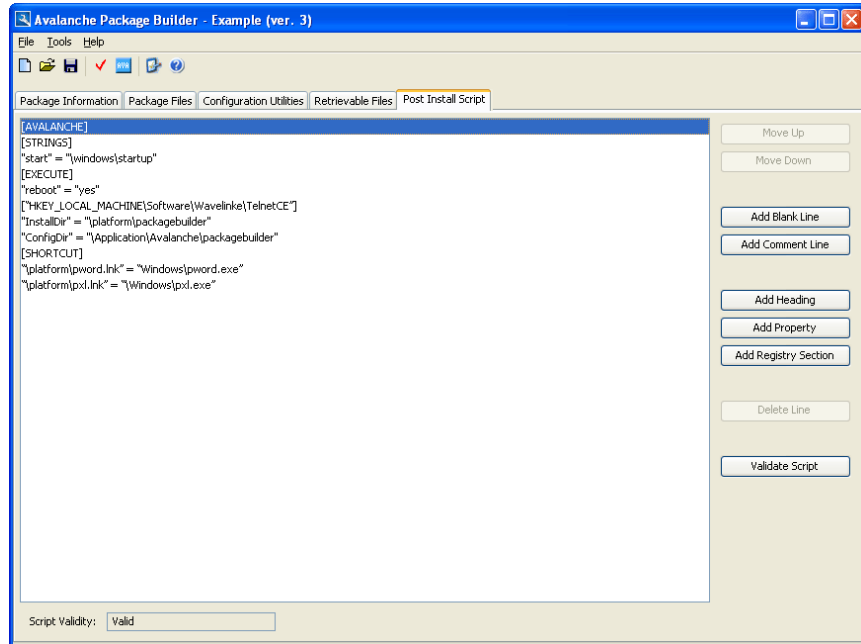 Avalanche Package Builder - Example (ver. 3)
File Tools Help
Package Information Package Files Configuration Utilities Retrievable Files Post Install Script
[AVALANCHE]
[STRINGS]
"start" = "\windows\startup"
[EXECUTE]
"reboot" = "yes"
["HKEY_LOCAL_MACHINE\Software\Wavelinke\TelnetCE"]
"InstallDir" = "\platform\packagebuilder"
"ConfigDir" = "\Application\Avalanche\packagebuilder"
[SHORTCUT]
"\platform\pword.lnk" = "Windows\pword.exe"
"\platform\pxl.lnk" = "\Windows\pxl.exe"
Move Up
Move Down
Add Blank Line
Add Comment Line
Add Heading
Add Property
Add Registry Section
Delete Line
Validate Script
Script Validity: Valid